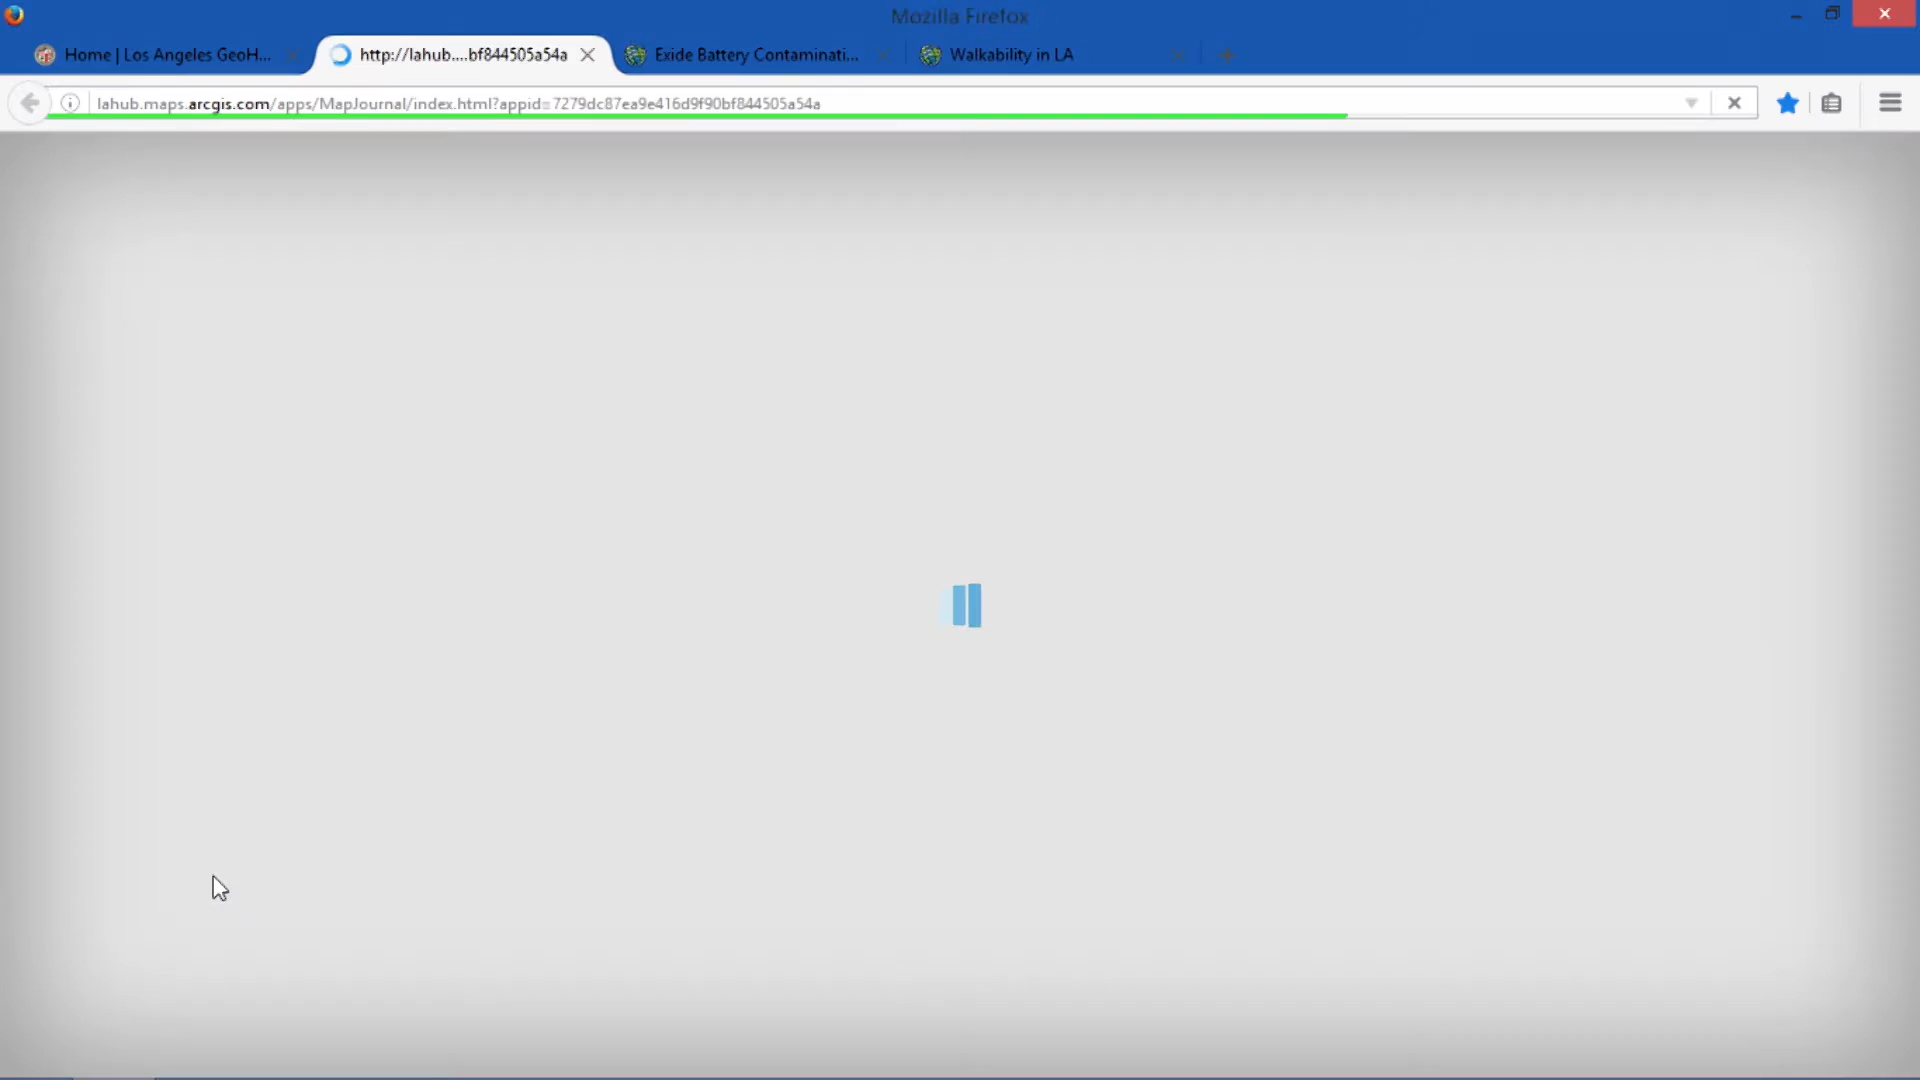 Mozilla Firefox
Home | Los Angeles GeoH...
http://lahub....bf844505a54a
Exide Battery Contaminati...
Walkability in LA
lahub.maps.arcgis.com/apps/MapJournal/index.html?appid=7279dc87ea9e416d9f90bf844505a54a